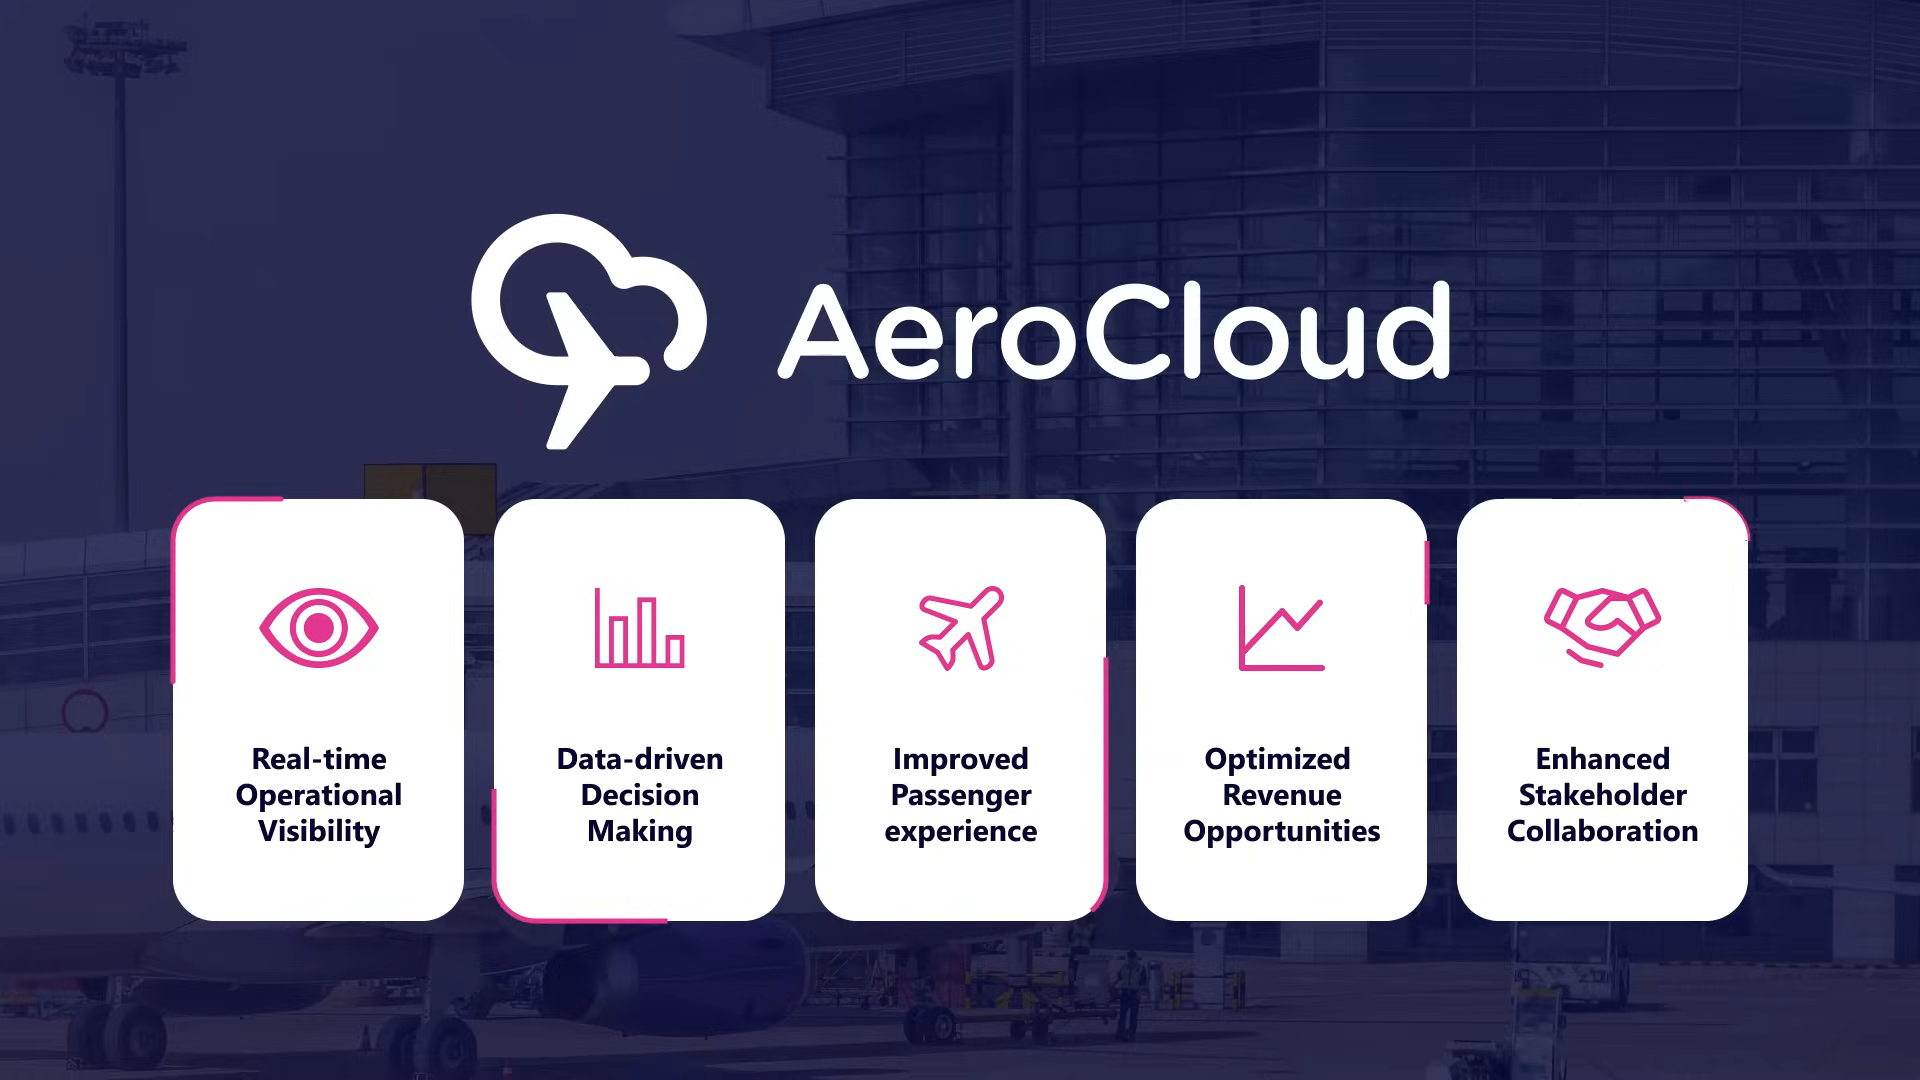 AeroCloud
Real-time
Operational
Visibility
Data-driven
Decision
Making
Improved
Passenger
experience
Optimized
Revenue
Opportunities
Enhanced
Stakeholder
Collaboration